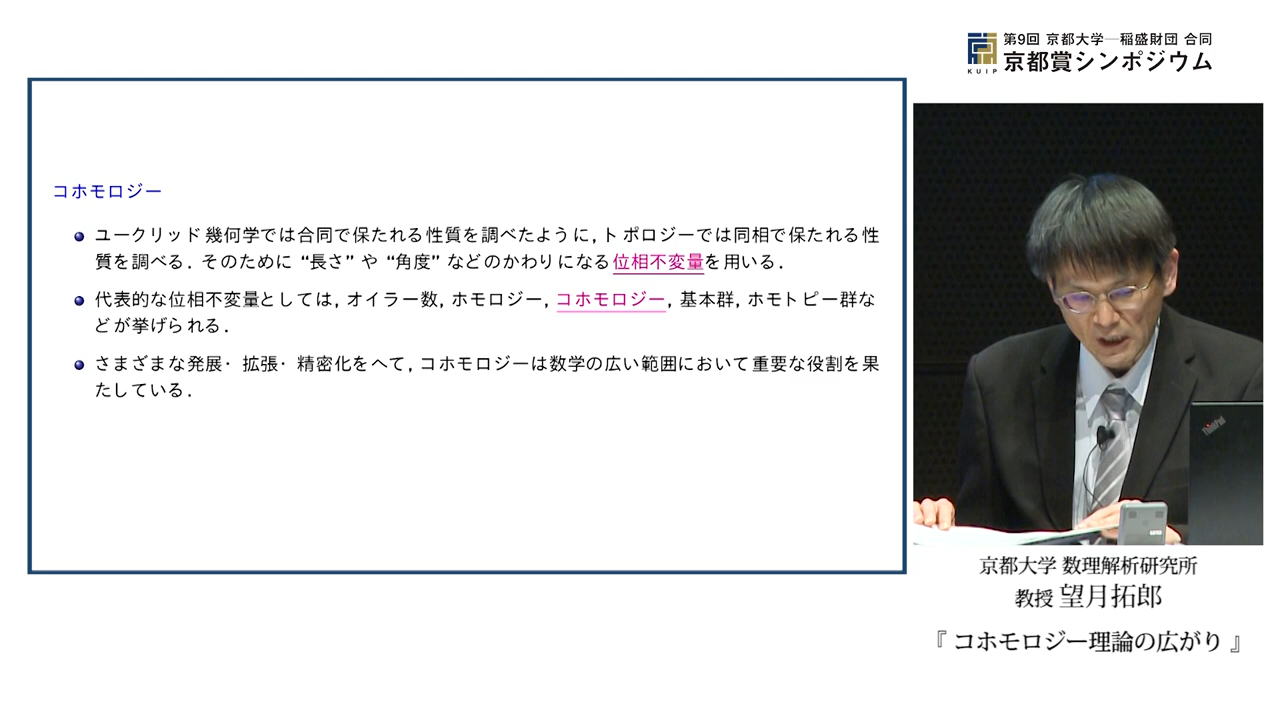 第9回 京都大学―稲盛財団 合同
京都賞シンポジウム
KUIP
コホモロジー
ユークリッド幾何学では合同で保たれる性質を調べたように, トポロジーでは同相で保たれる性
質を調べる. そのために “長さ” や “角度” などのかわりになる位相不変量を用いる.
代表的な位相不変量としては, オイラー数, ホモロジー, コホモロジー, 基本群, ホモトピー群な
どが挙げられる.
さまざまな発展・拡張・精密化をへて, コホモロジーは数学の広い範囲において重要な役割を果
たしている.
ThinkPad
京都大学 数理解析研究所
教授 望月拓郎
『 コホモロジー理論の広がり 』